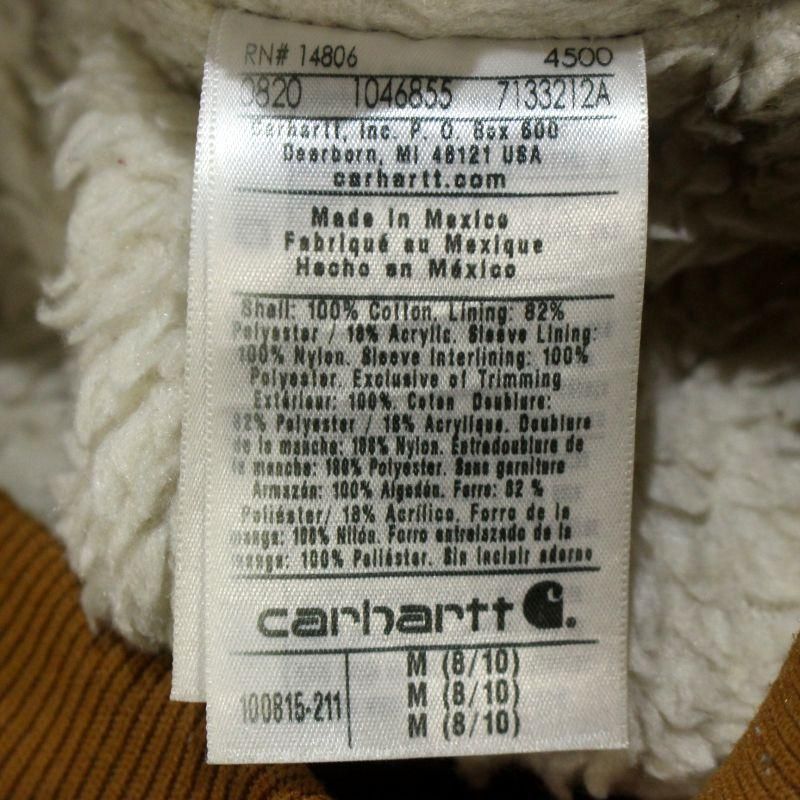 RN# 14806 4500
0820 1046855 7133212A
Carhartt, Inc. P. O. Box 600
Dearborn, MI 48121 USA
carhartt.com
Made in Mexico
Fabriqué au Mexique
Hecho en México
Shell: 100% Cotton. Lining: 82%
Polyester / 18% Acrylic. Sleeve Lining:
100% Nylon. Sleeve Interlining: 100%
Polyester. Exclusive of Trimming
Extérieur: 100% Coton Doublure:
82% Polyester / 18% Acrylique. Doublure
de la manche: 100% Nylon. Entredoublure de
la manche: 100% Polyester. Sans garniture
Armazón: 100% Algodón. Forro: 82 %
Poliéster/ 18% Acrílico. Forro de la
manga: 100% Nilón. Forro entrelazado de la
manga: 100% Poliéster. Sin incluir adorno
carhartt
100815-211 M (8/10)
M (8/10)
M (8/10)